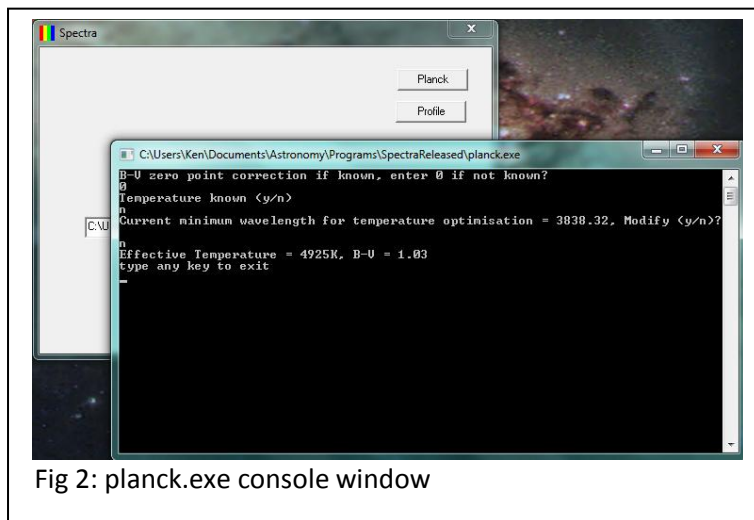 Spectra
x
Planck
Profile
C:\Users\Ken\Documents\Astronomy\Programs\SpectraReleased\planck.exe
B-V zero point correction if known, enter 0 if not known?
0
Temperature known (y/n)
n
Current minimum wavelength for temperature optimisation = 3838.32, Modify (y/n)?
C:\U
n
Effective Temperature = 4925K, B-V = 1.03
type any key to exit
Fig 2: planck.exe console window